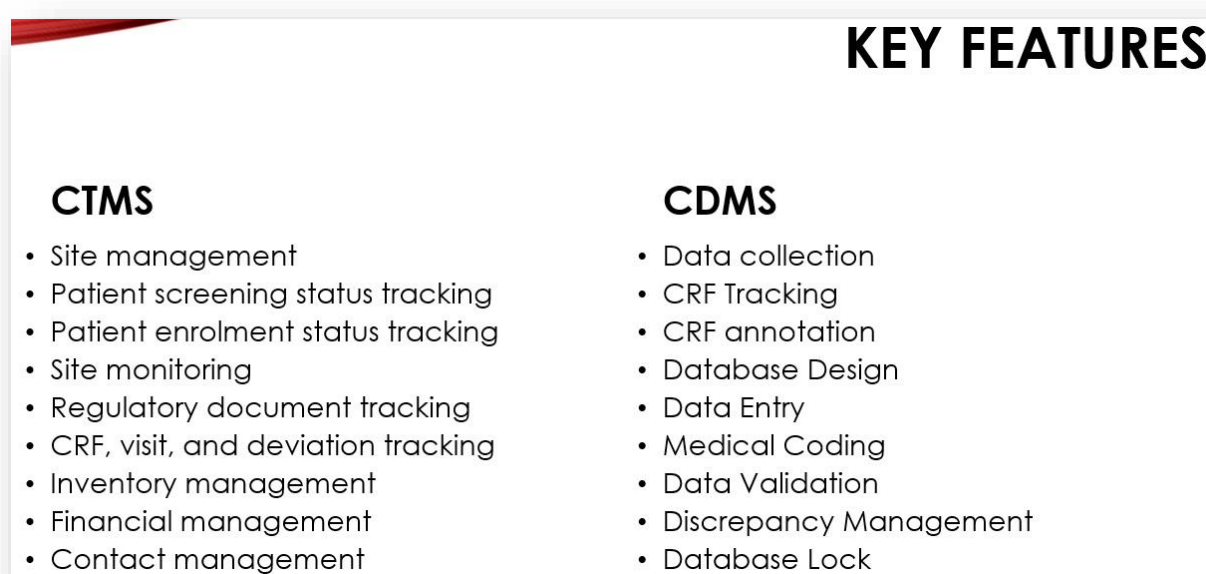 KEY FEATURES
CTMS
• Site management
• Patient screening status tracking
• Patient enrolment status tracking
• Site monitoring
• Regulatory document tracking
• CRF, visit, and deviation tracking
• Inventory management
• Financial management
• Contact management
CDMS
• Data collection
• CRF Tracking
• CRF annotation
• Database Design
• Data Entry
• Medical Coding
• Data Validation
• Discrepancy Management
• Database Lock